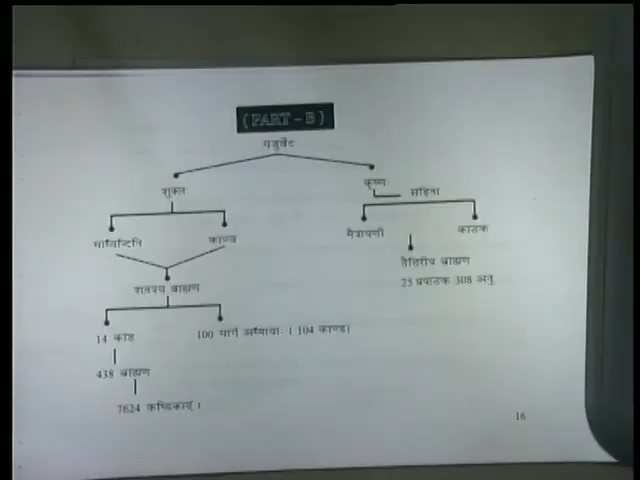 ( PART - B )
यजुर्वेद
शुक्ल
कृष्ण
संहिता
माध्यन्दिनि
काण्व
मैत्रायणी
काठक
शतपथ ब्राह्मण
तैत्तिरीय ब्राह्मण
25 प्रपाठक 308 अनु
14 कांड
100 मार्ग अध्यायाः ( 104 काण्ड)
438 ब्राह्मण
7624 कण्डिकाएँ ।
16